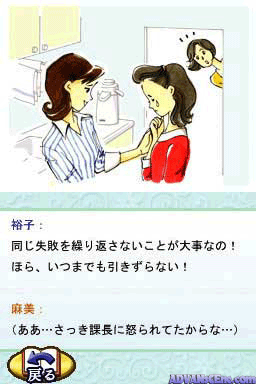 裕子：
同じ失敗を繰り返さないことが大事なの！
ほら、いつまでも引きずらない！
麻美：
(ああ…さっき課長に怒られてたからな…)
戻る
ADVANSCENE.COM